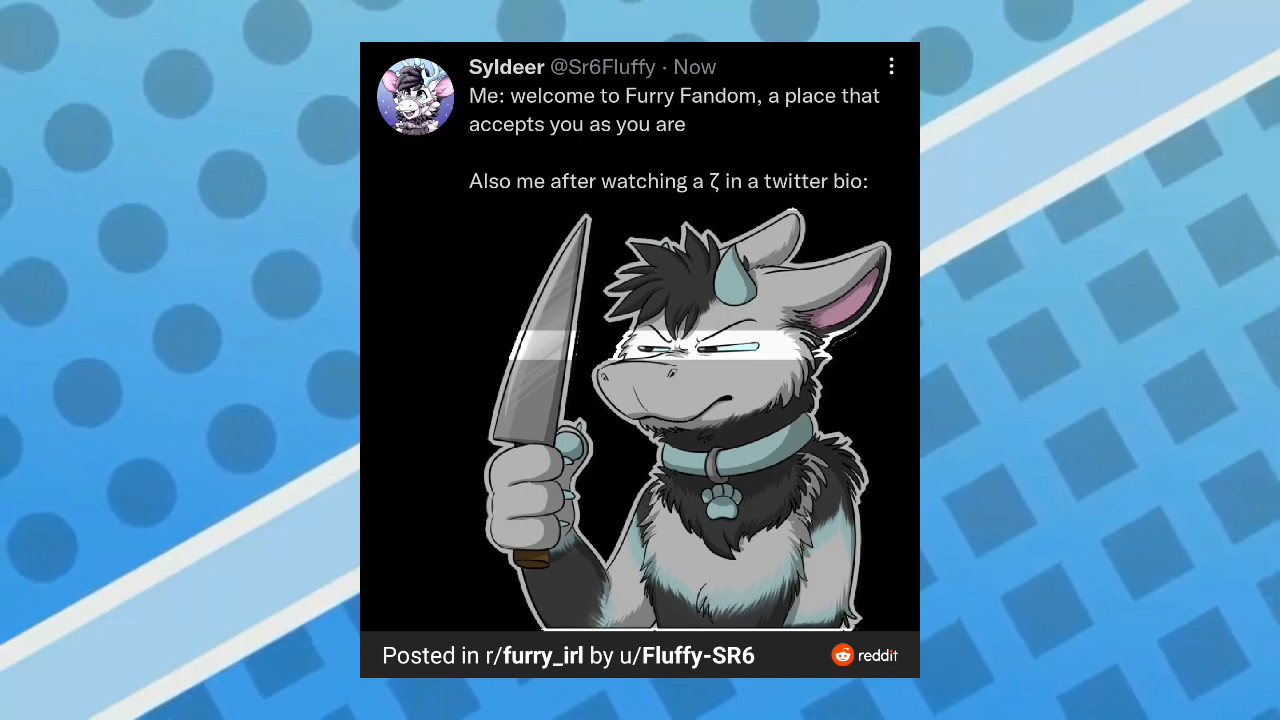 Syldeer @Sr6Fluffy · Now
Me: welcome to Furry Fandom, a place that
accepts you as you are
Also me after watching a ζ in a twitter bio:
Posted in r/furry_irl by u/Fluffy-SR6
reddit